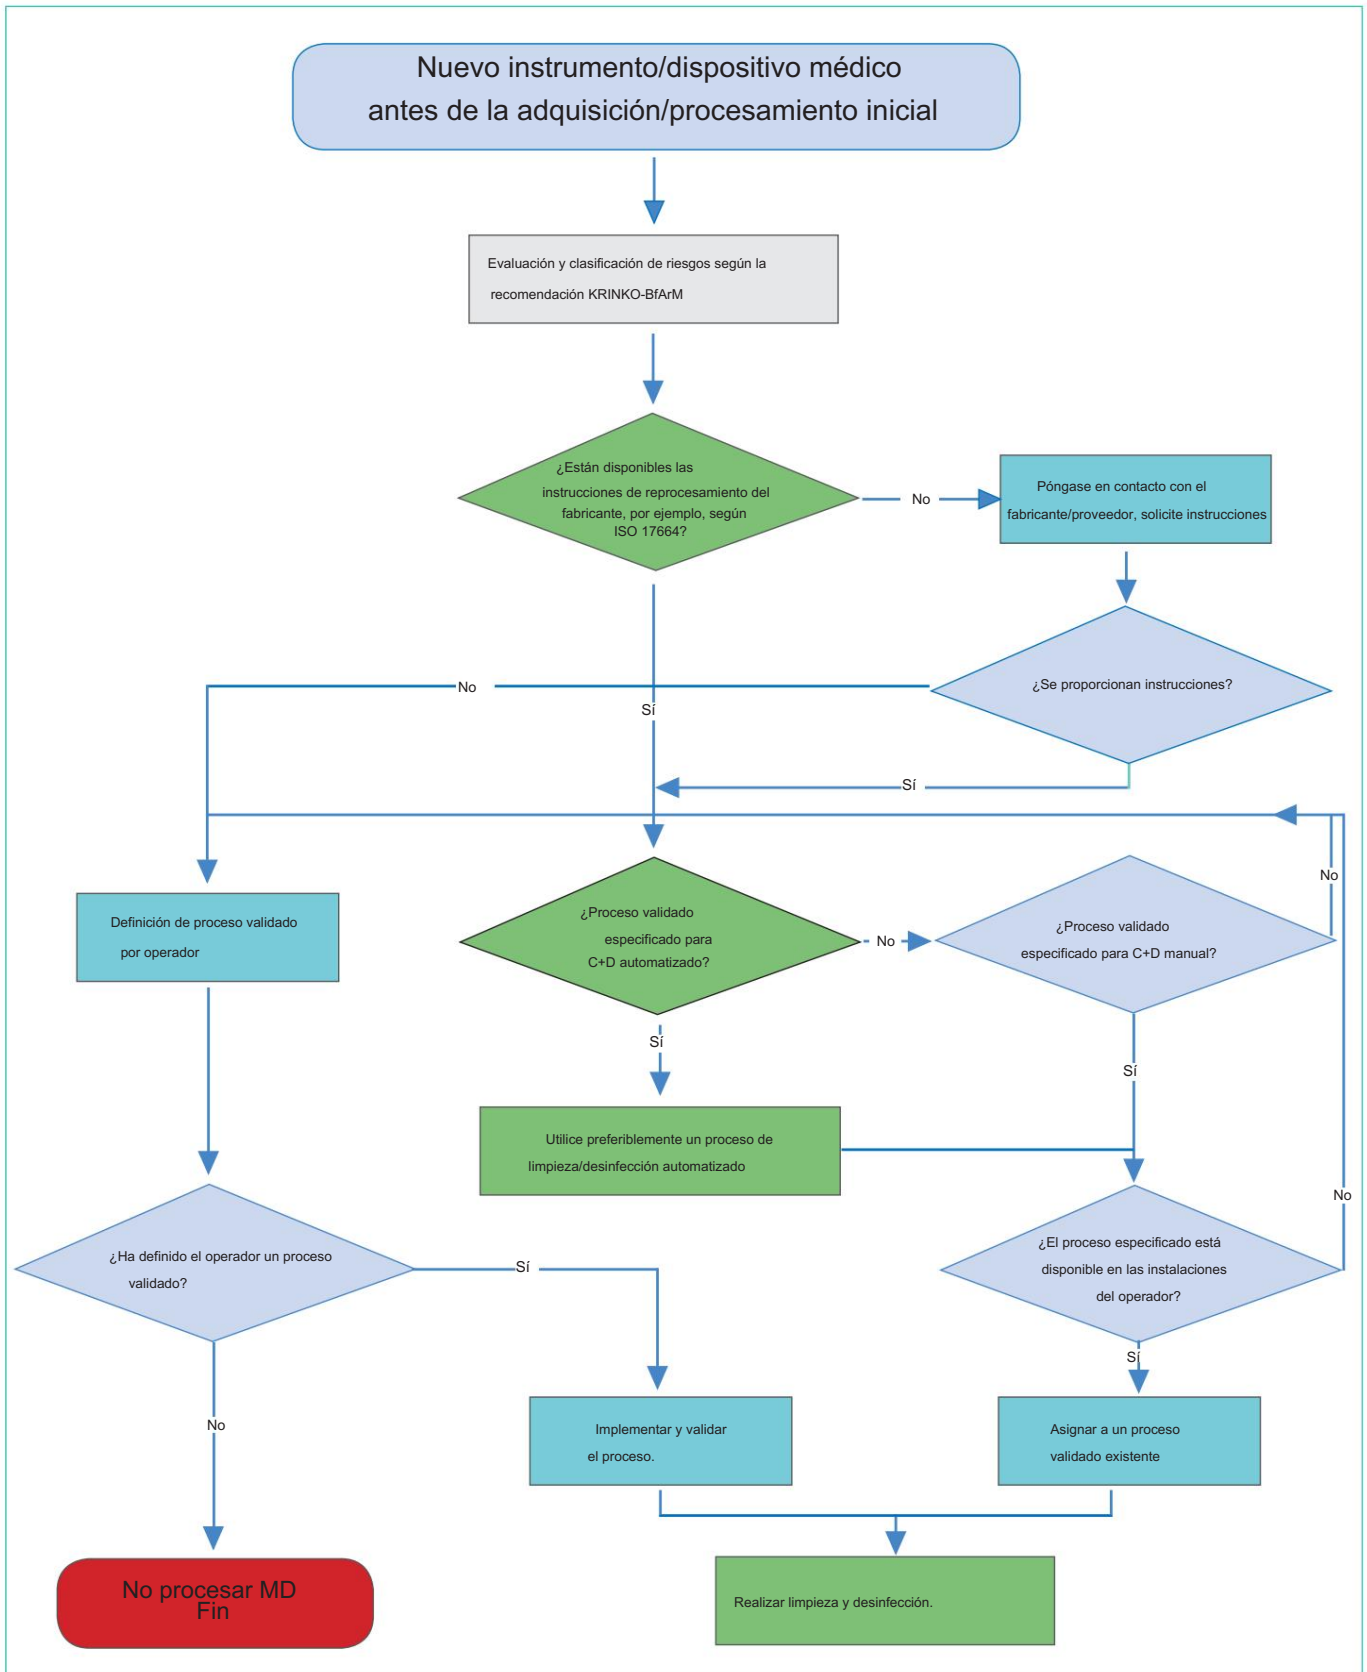 Nuevo instrumento/dispositivo médico
antes de la adquisición/procesamiento inicial
Evaluación y clasificación de riesgos según la
recomendación KRINKO-BfArM
¿Están disponibles las
instrucciones de reprocesamiento del
fabricante, por ejemplo, según
ISO 17664?
No
Póngase en contacto con el
fabricante/proveedor, solicite instrucciones
¿Se proporcionan instrucciones?
No
Sí
Sí
No
Definición de proceso validado
por operador
¿Proceso validado
especificado para
C+D automatizado?
No
¿Proceso validado
especificado para C+D manual?
Sí
Sí
Utilice preferiblemente un proceso de
limpieza/desinfección automatizado
No
¿Ha definido el operador un proceso
validado?
Sí
¿El proceso especificado está
disponible en las instalaciones
del operador?
Sí
No
Implementar y validar
el proceso.
Asignar a un proceso
validado existente
No procesar MD
Fin
Realizar limpieza y desinfección.